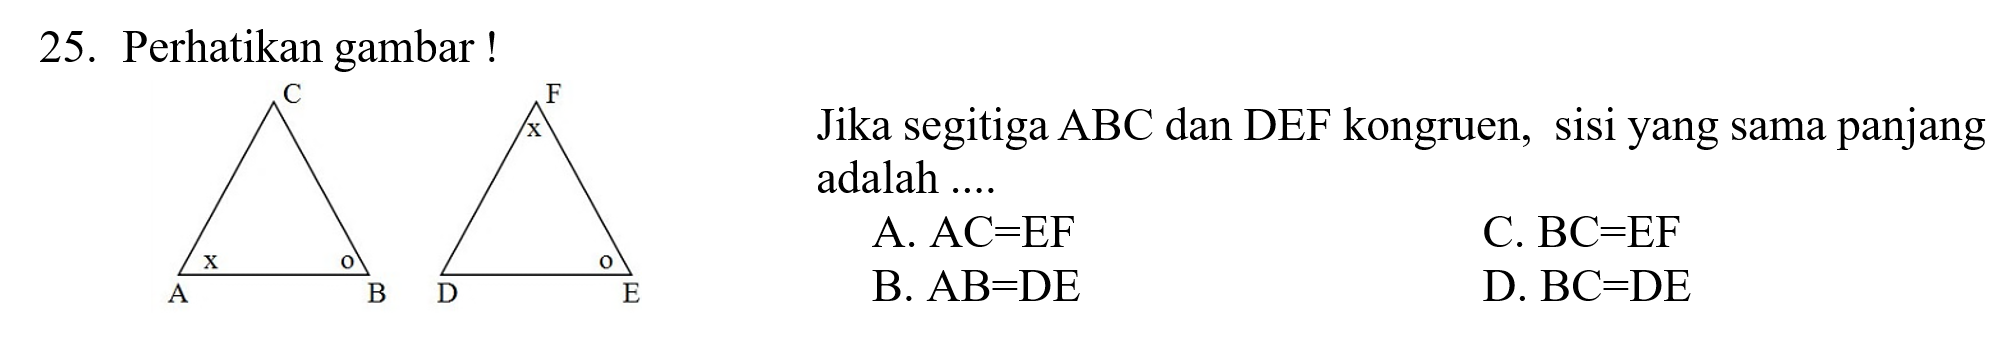 25. Perhatikan gambar !
C
F
x
x
o
o
A
B
D
E
Jika segitiga ABC dan DEF kongruen, sisi yang sama panjang
adalah ....
A. AC=EF
C. BC=EF
B. AB=DE
D. BC=DE